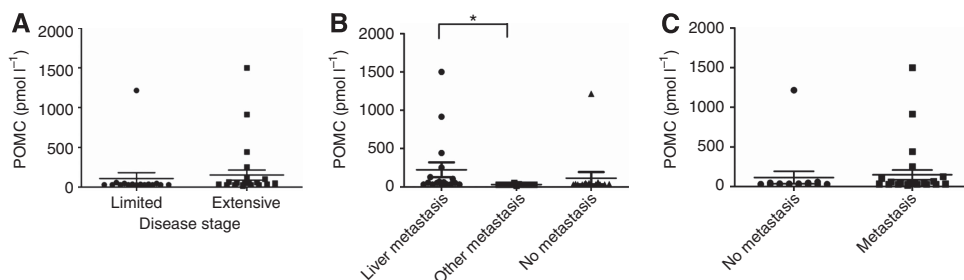 A
2000
1500
1000
500
0
POMC (pmol l⁻¹)
Limited
Extensive
Disease stage
B
*
2000
1500
1000
500
0
POMC (pmol l⁻¹)
Liver metastasis
Other metastasis
No metastasis
C
2000
1500
1000
500
0
POMC (pmol l⁻¹)
No metastasis
Metastasis